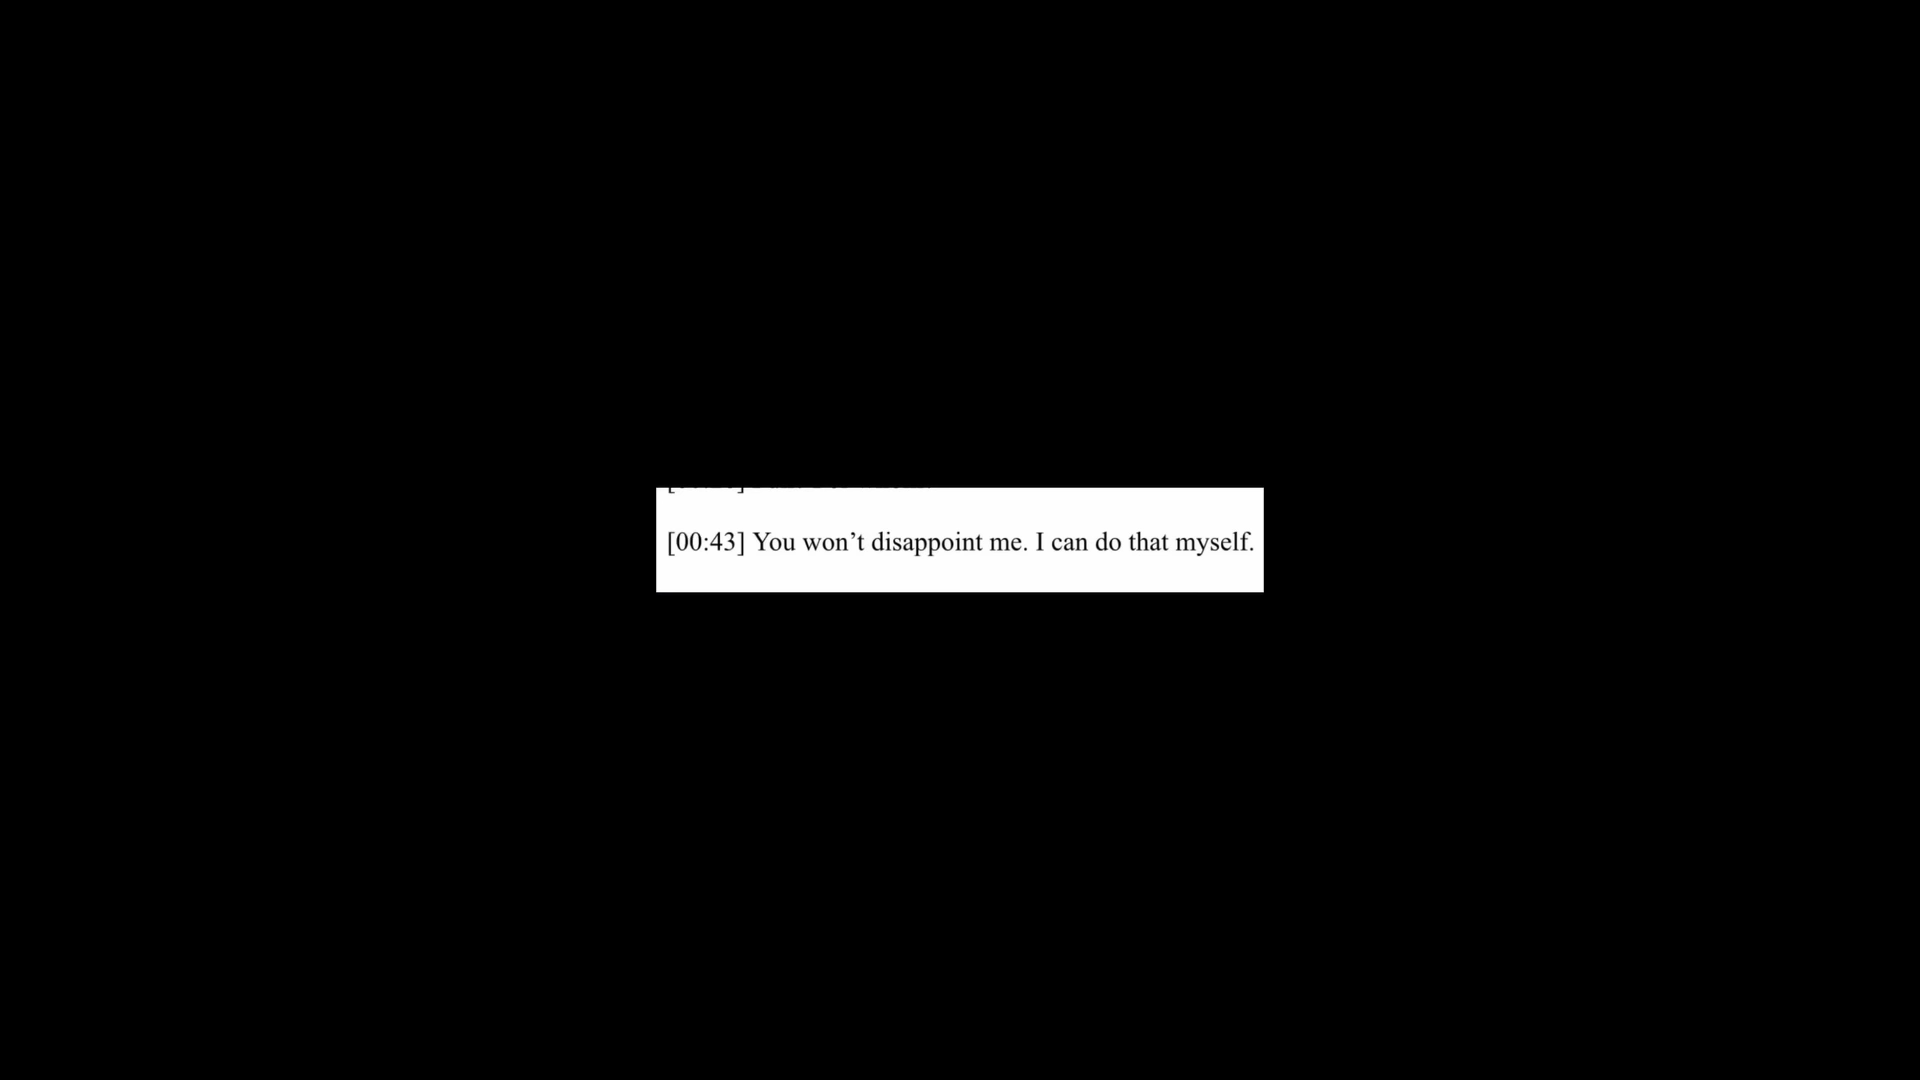 [00:43] You won’t disappoint me. I can do that myself.